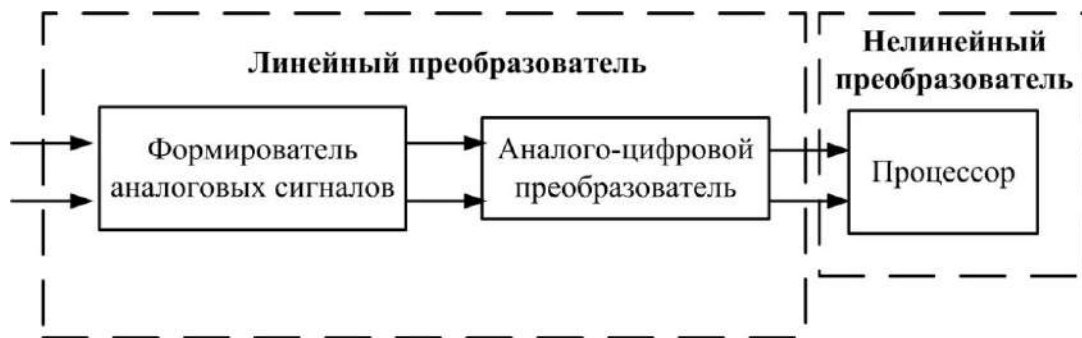 Линейный преобразователь
Нелинейный
преобразователь
Формирователь
аналоговых сигналов
Аналого-цифровой
преобразователь
Процессор